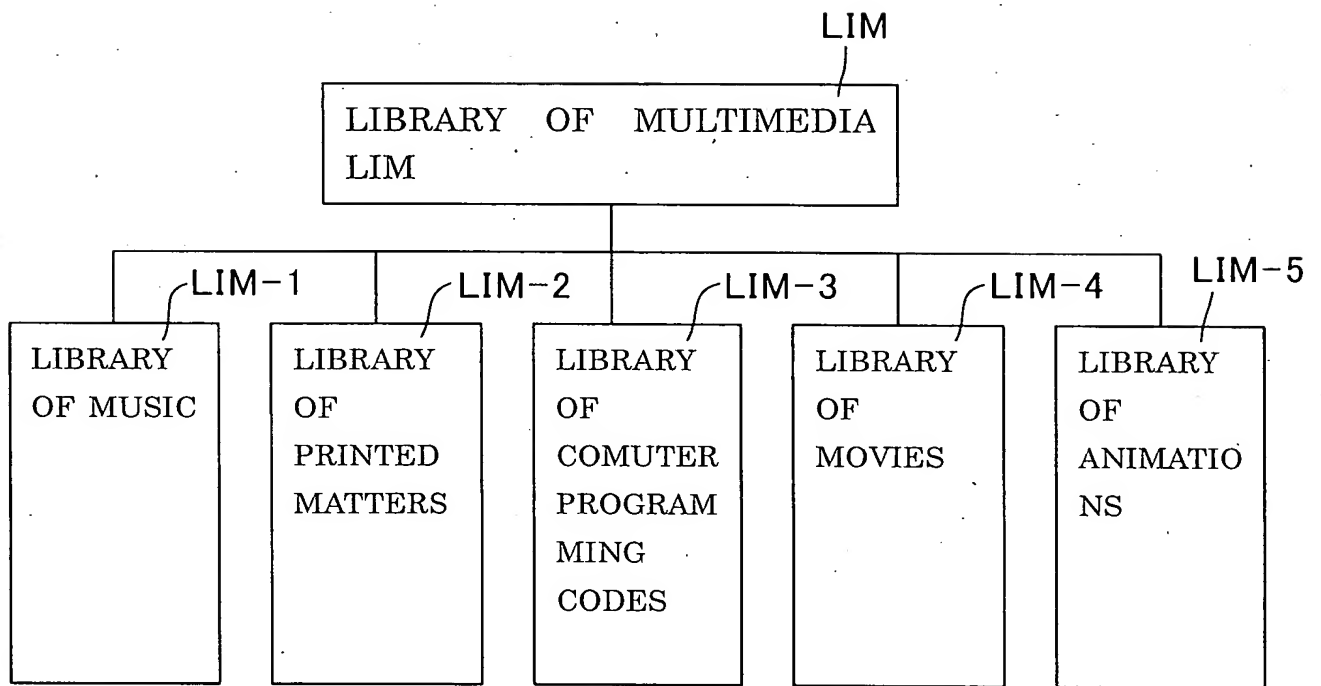 LIM
LIBRARY OF MULTIMEDIA
LIM
LIM-1
LIM-2
LIM-3
LIM-4
LIM-5
LIBRARY
OF MUSIC
LIBRARY
OF
PRINTED
MATTERS
LIBRARY
OF
COMUTER
PROGRAM
MING
CODES
LIBRARY
OF
MOVIES
LIBRARY
OF
ANIMATIO
NS